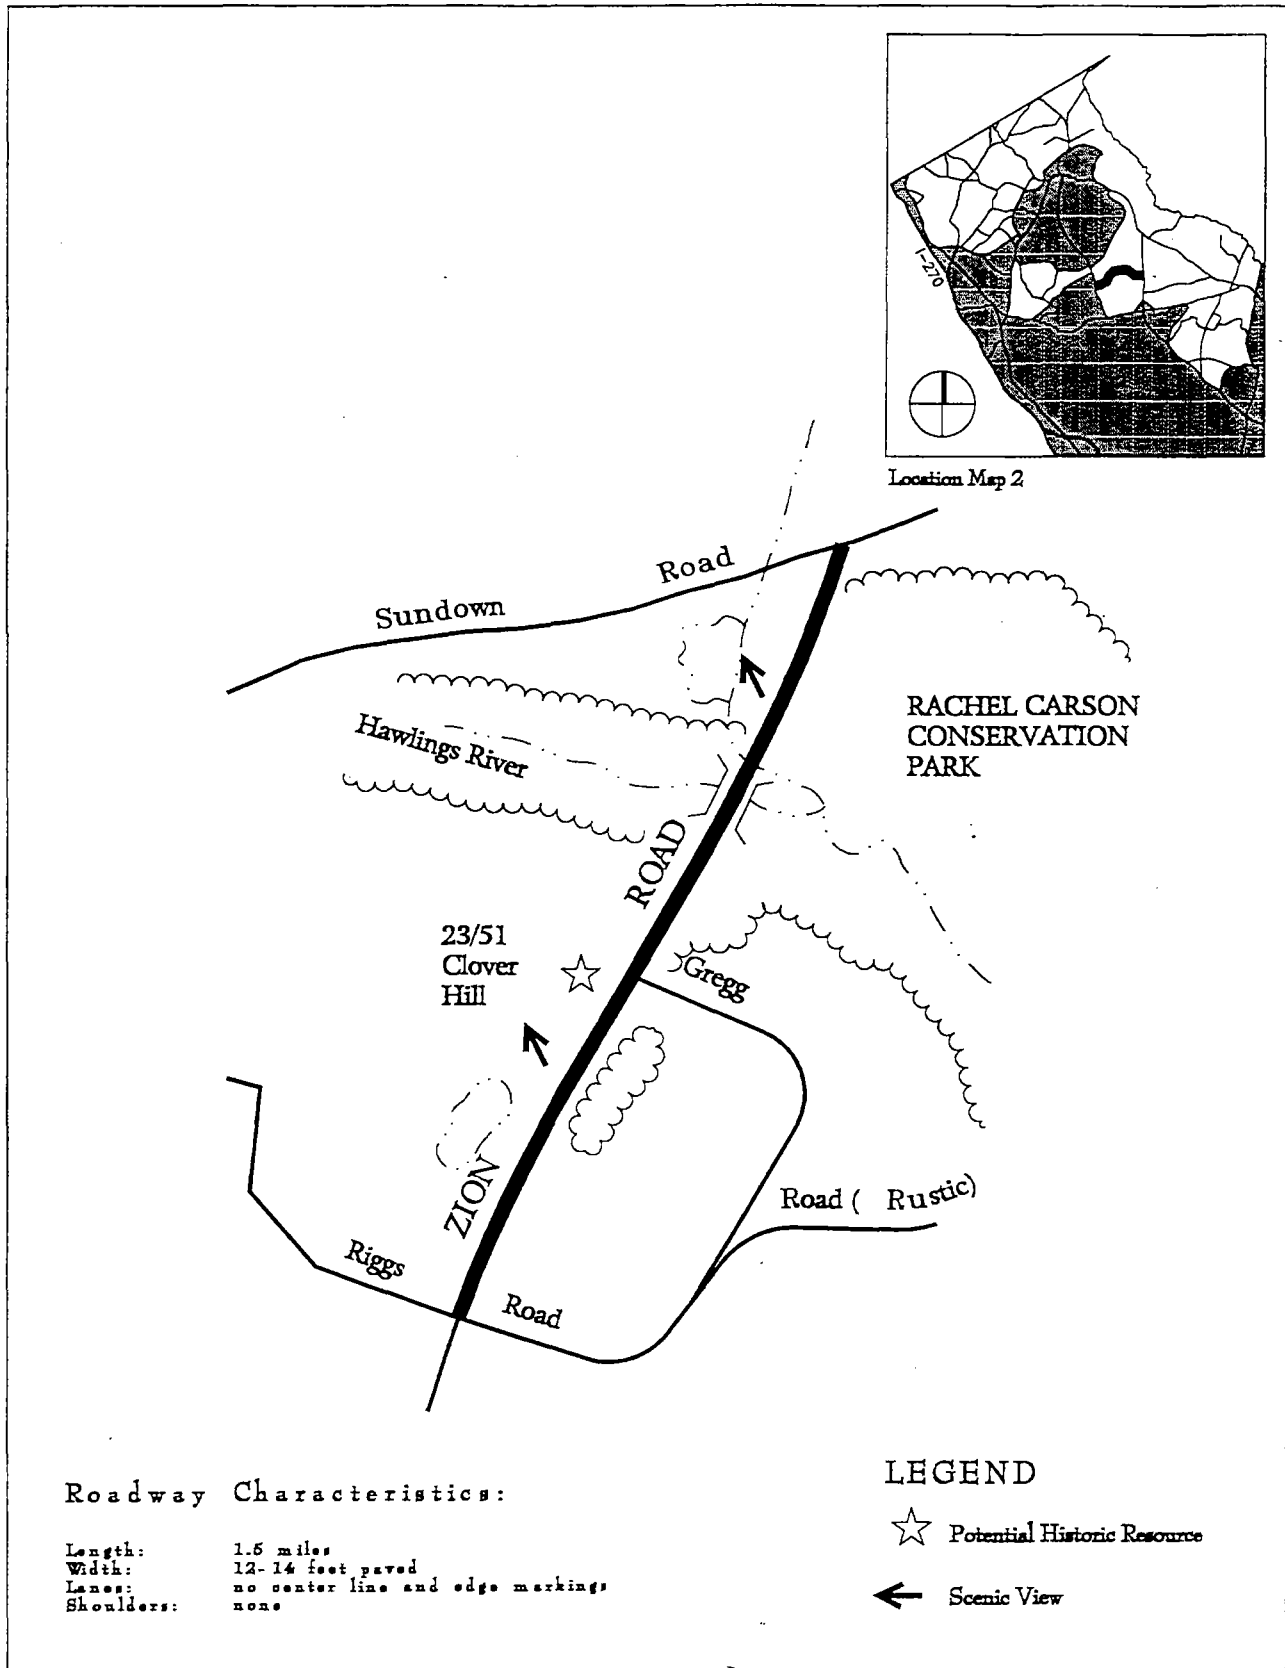 I-270
Location Map 2
Sundown Road
Hawlings River
RACHEL CARSON
CONSERVATION
PARK
ZION ROAD
23/51
Clover
Hill
Gregg
Road ( Rustic)
Riggs
Road
Roadway Characteristics:
Length: 1.5 miles
Width: 12-14 feet paved
Lanes: no center line and edge markings
Shoulders: none
LEGEND
Potential Historic Resource
Scenic View